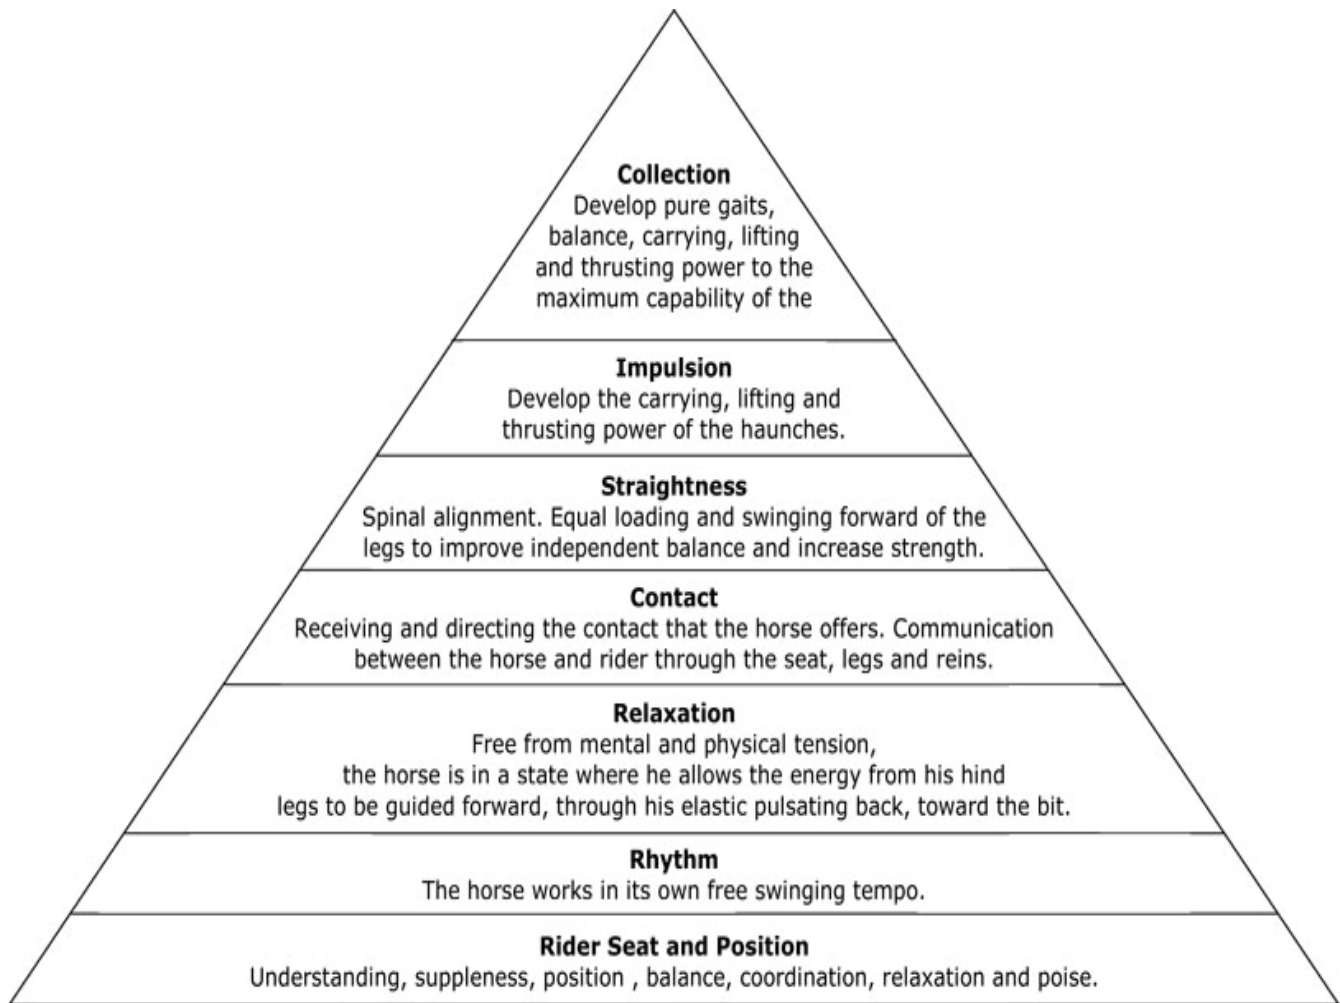 Collection
Develop pure gaits,
balance, carrying, lifting
and thrusting power to the
maximum capability of the
Impulsion
Develop the carrying, lifting and
thrusting power of the haunches.
Straightness
Spinal alignment. Equal loading and swinging forward of the
legs to improve independent balance and increase strength.
Contact
Receiving and directing the contact that the horse offers. Communication
between the horse and rider through the seat, legs and reins.
Relaxation
Free from mental and physical tension,
the horse is in a state where he allows the energy from his hind
legs to be guided forward, through his elastic pulsating back, toward the bit.
Rhythm
The horse works in its own free swinging tempo.
Rider Seat and Position
Understanding, suppleness, position , balance, coordination, relaxation and poise.